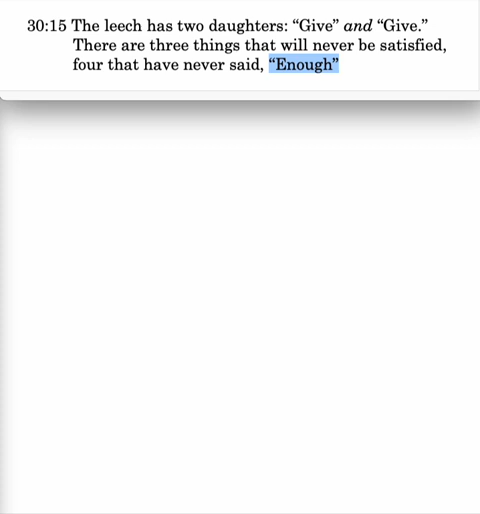 30:15 The leech has two daughters: “Give” and “Give.”
There are three things that will never be satisfied,
four that have never said, “Enough”